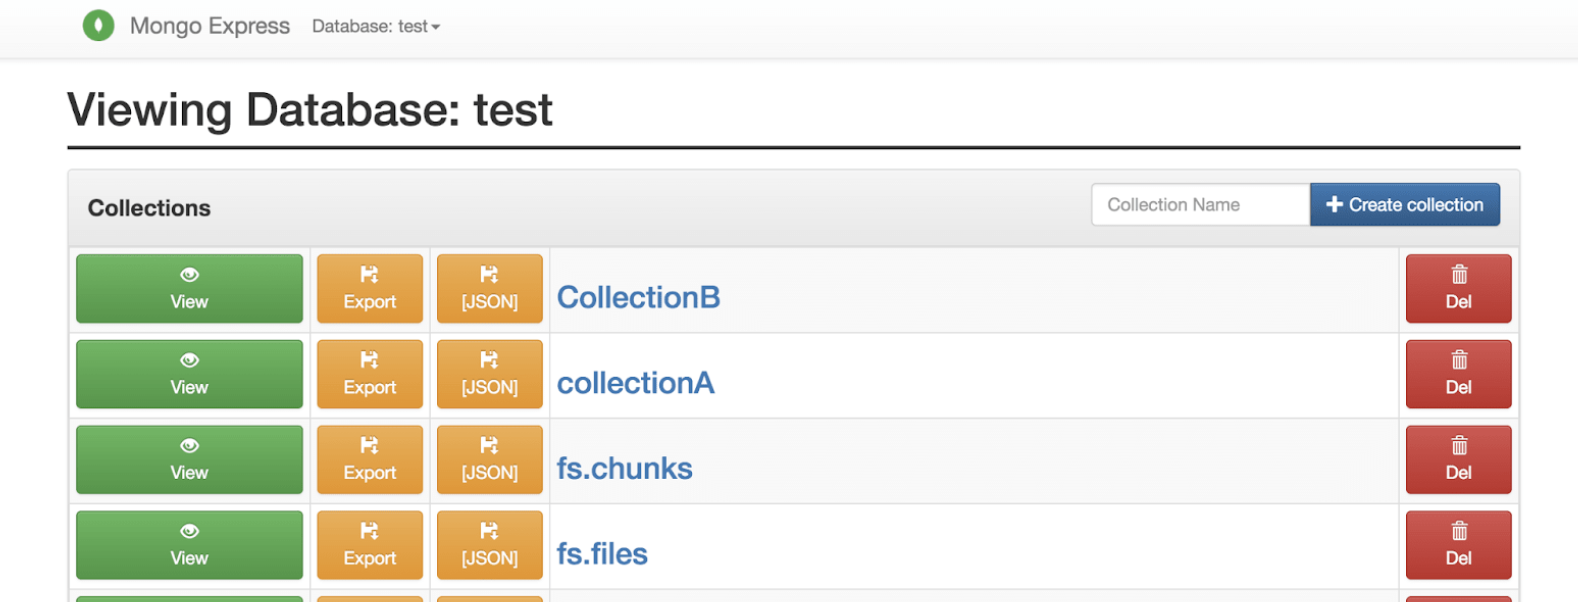 Mongo Express Database: test
Viewing Database: test
Collections Collection Name Create collection
View Export [JSON] CollectionB Del
View Export [JSON] collectionA Del
View Export [JSON] fs.chunks Del
View Export [JSON] fs.files Del